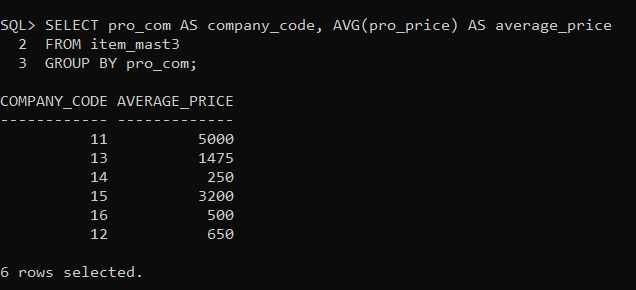 SQL> SELECT pro_com AS company_code, AVG(pro_price) AS average_price
  2  FROM item_mast3
  3  GROUP BY pro_com;

COMPANY_CODE AVERAGE_PRICE
------------ -------------
          11          5000
          13          1475
          14           250
          15          3200
          16           500
          12           650

6 rows selected.